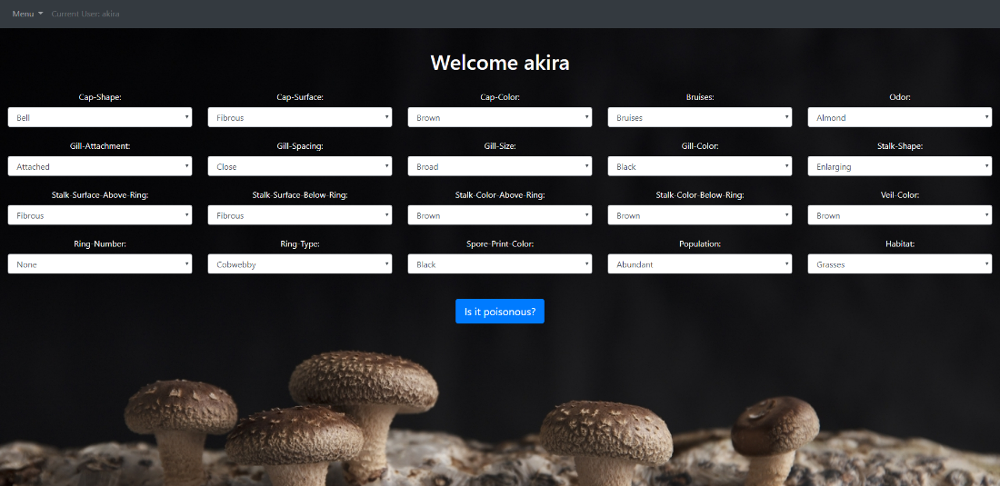 Menu Current User: akira
Welcome akira
Cap-Shape: Cap-Surface: Cap-Color: Bruises: Odor:
Bell Fibrous Brown Bruises Almond
Gill-Attachment: Gill-Spacing: Gill-Size: Gill-Color: Stalk-Shape:
Attached Close Broad Black Enlarging
Stalk-Surface-Above-Ring: Stalk-Surface-Below-Ring: Stalk-Color-Above-Ring: Stalk-Color-Below-Ring: Veil-Color:
Fibrous Fibrous Brown Brown Brown
Ring-Number: Ring-Type: Spore-Print-Color: Population: Habitat:
None Cobwebby Black Abundant Grasses
Is it poisonous?